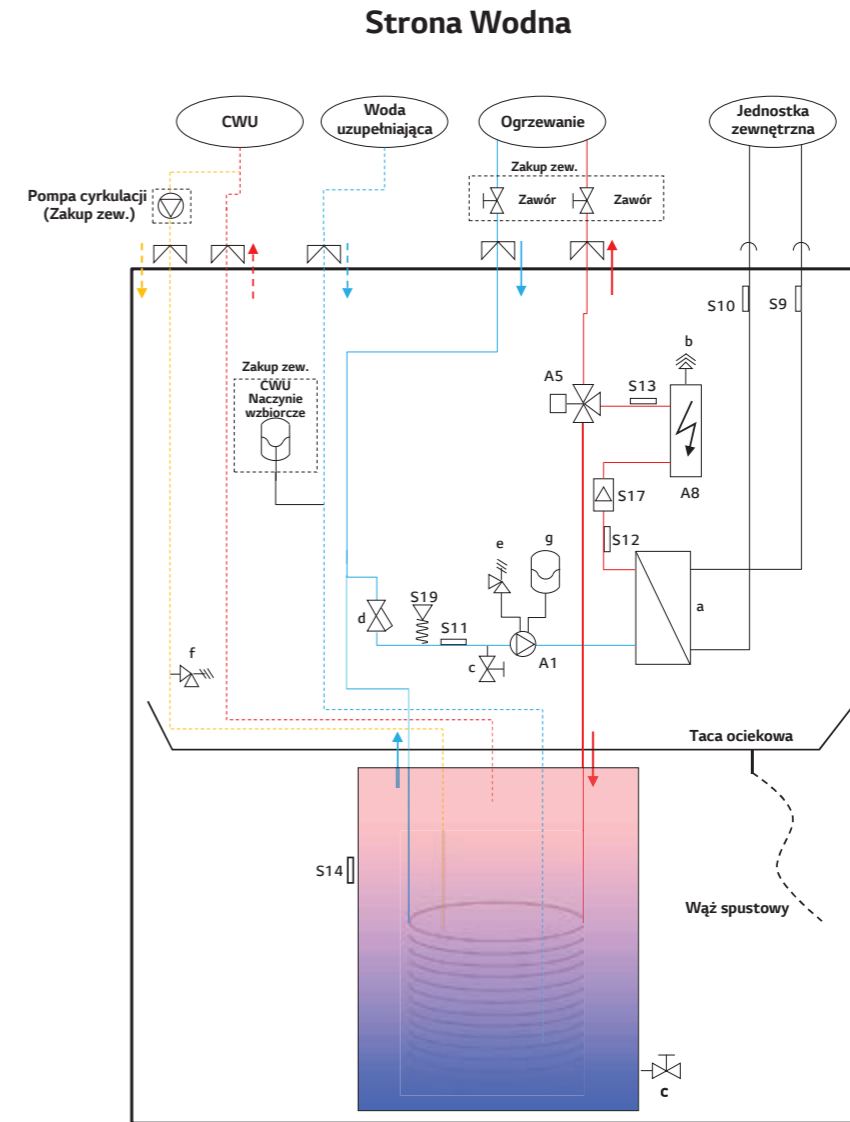 Strona Wodna
CWU
Woda
uzupełniająca
Ogrzewanie
Jednostka
zewnętrzna
Zakup zew.
Pompa cyrkulacji
(Zakup zew.)
Zawór
Zawór
S10
S9
b
Zakup zew.
CWU
Naczynie
wzbiorcze
A5
S13
A8
S17
S12
e
g
a
S19
d
S11
c
A1
f
Taca ociekowa
S14
Wąż spustowy
c